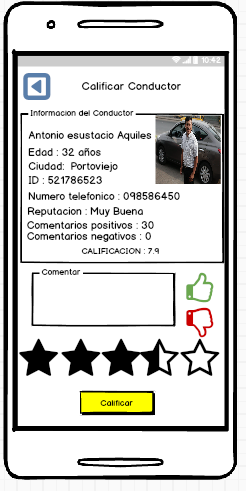 10:42
Calificar Conductor
Informacion del Conductor
Antonio esustacio Aquiles
Edad : 32 años
Ciudad: Portoviejo
ID : 521786523
Numero telefonico : 098586450
Reputacion : Muy Buena
Comentarios positivos : 30
Comentarios negativos : 0
CALIFICACION : 7.9
Comentar
Calificar